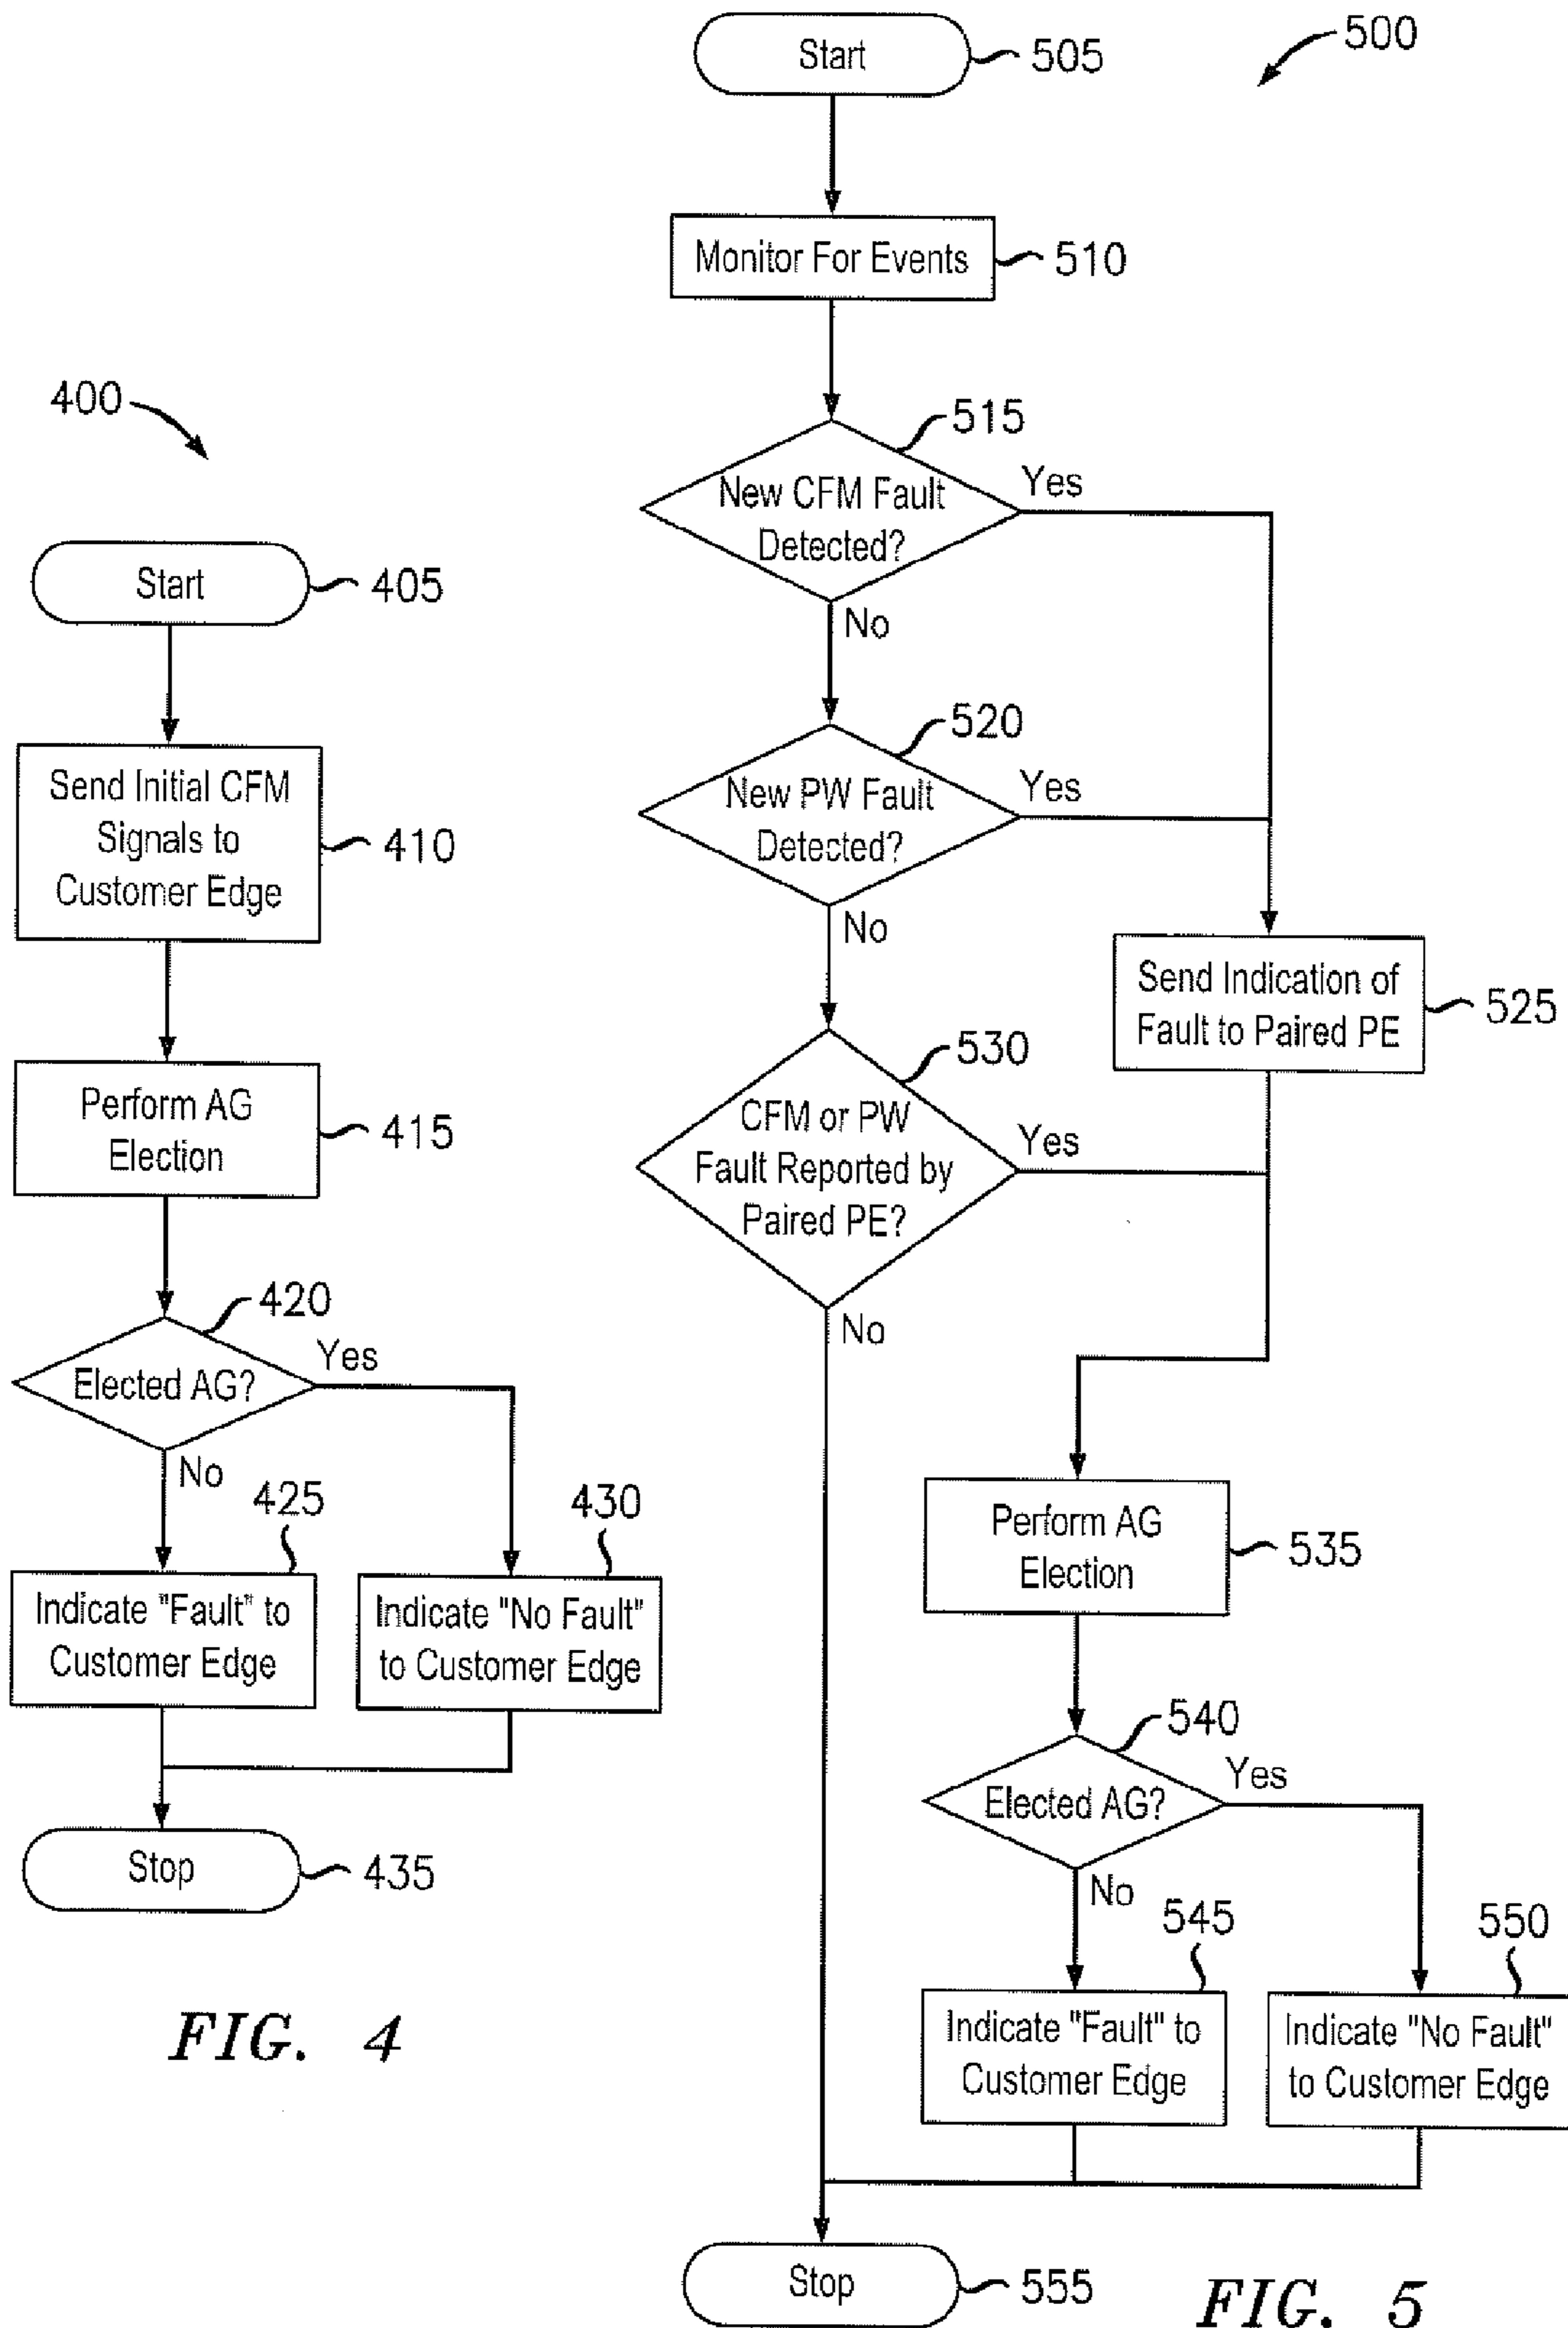 400
Start
405
Send Initial CFM
Signals to
Customer Edge
410
Perform AG
Election
415
420
Elected AG?
Yes
No
425
Indicate "Fault" to
Customer Edge
430
Indicate "No Fault"
to Customer Edge
Stop
435
FIG. 4
500
Start
505
Monitor For Events
510
515
New CFM Fault
Detected?
Yes
No
520
New PW Fault
Detected?
Yes
No
Send Indication of
Fault to Paired PE
525
530
CFM or PW
Fault Reported by
Paired PE?
Yes
No
Perform AG
Election
535
540
Elected AG?
Yes
No
545
Indicate "Fault" to
Customer Edge
550
Indicate "No Fault"
to Customer Edge
Stop
555
FIG. 5